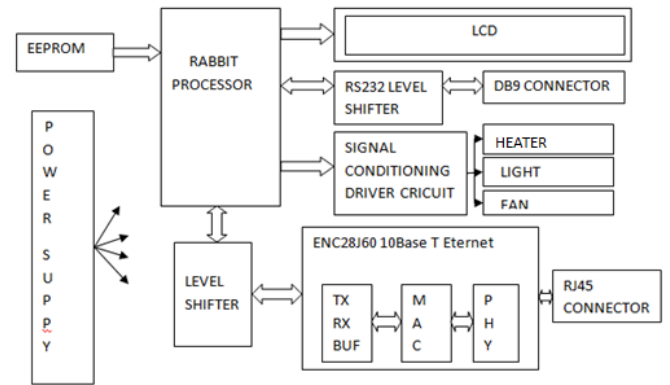 EEPROM
RABBIT
PROCESSOR
LCD
RS232 LEVEL
SHIFTER
DB9 CONNECTOR
SIGNAL
CONDITIONING
DRIVER CRICUIT
HEATER
LIGHT
FAN
P
O
W
E
R
S
U
P
P
Y
LEVEL
SHIFTER
ENC28J60 10Base T Eternet
TX
RX
BUF
M
A
C
P
H
Y
RJ45
CONNECTOR